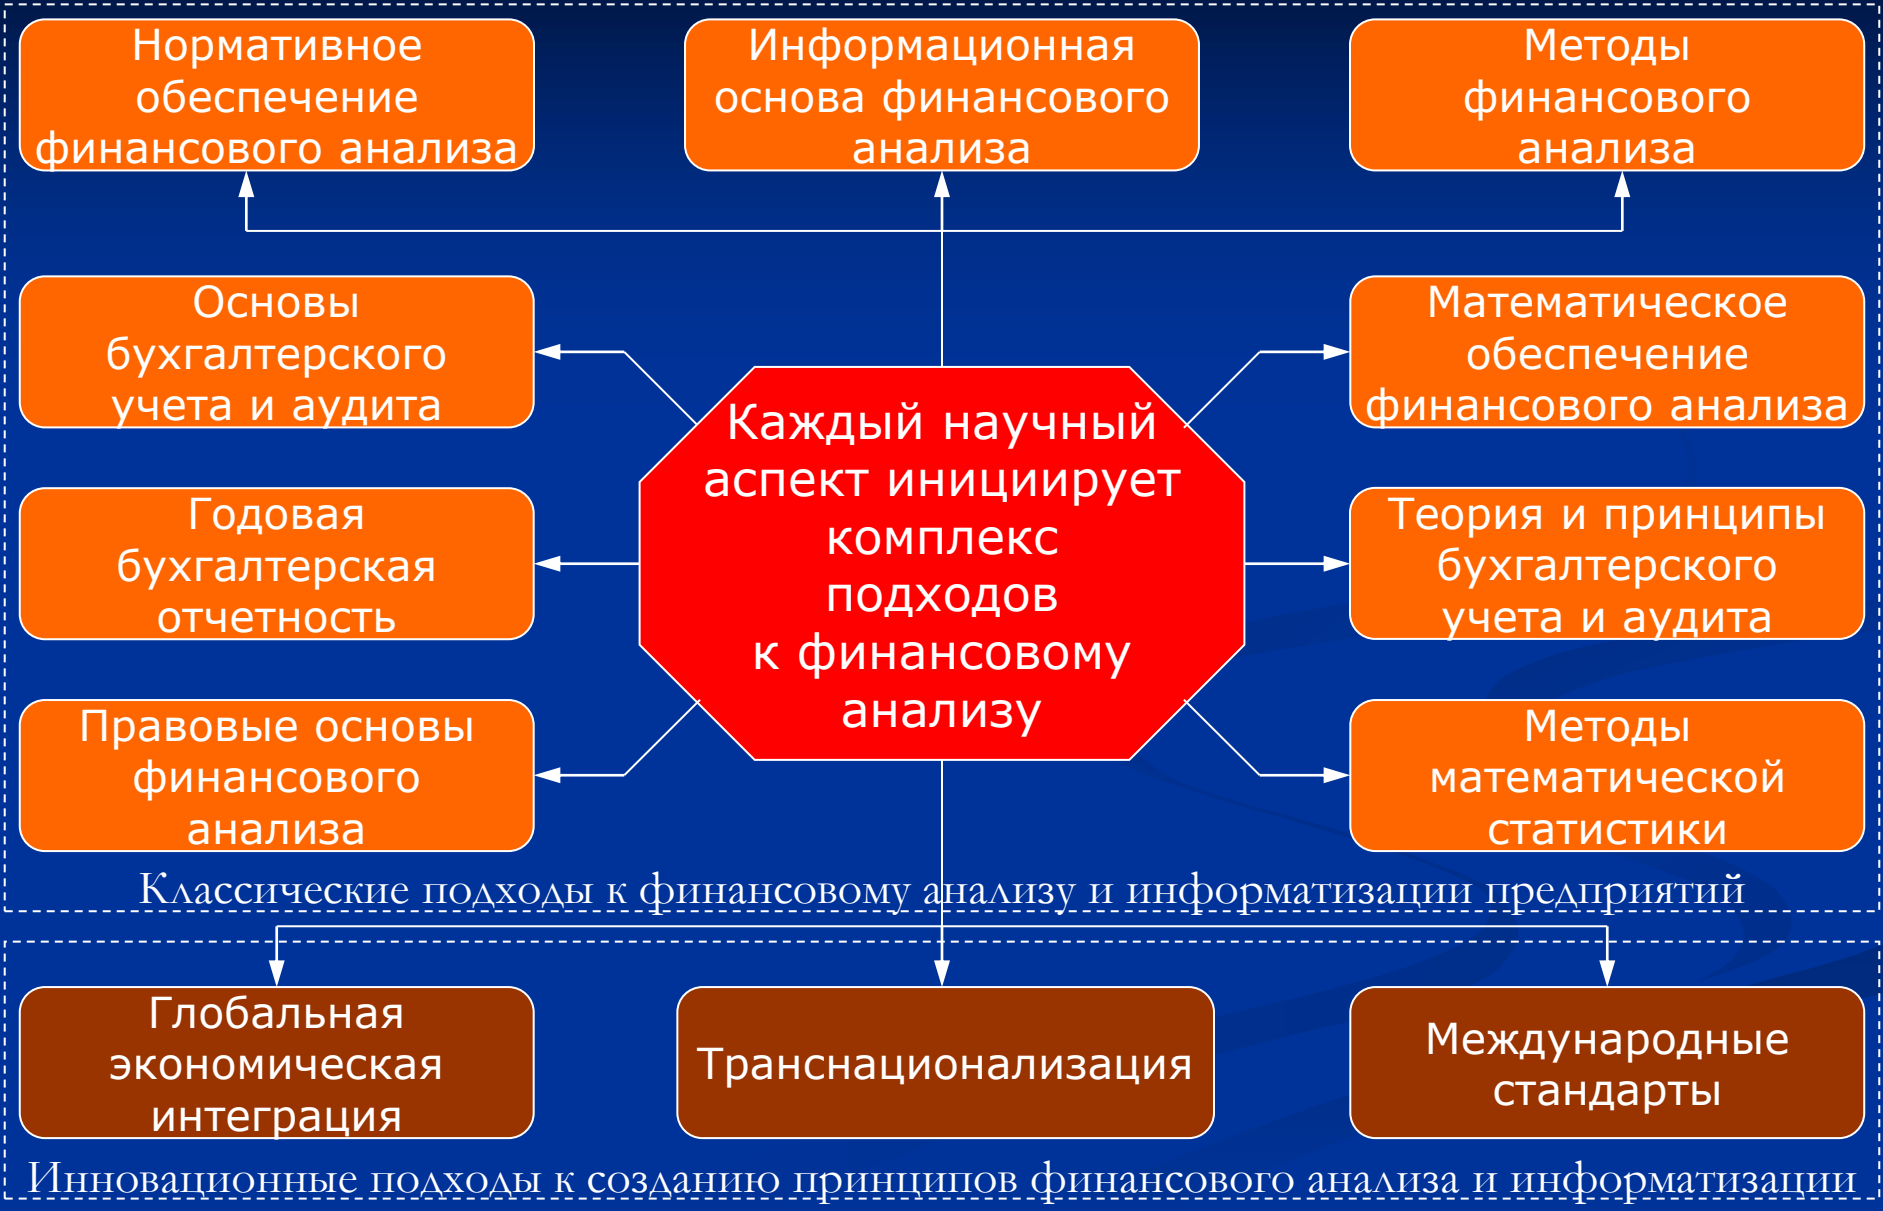 Нормативное
обеспечение
финансового анализа
Информационная
основа финансового
анализа
Методы
финансового
анализа
Основы
бухгалтерского
учета и аудита
Математическое
обеспечение
финансового анализа
Каждый научный
аспект инициирует
комплекс
подходов
к финансовому
анализу
Годовая
бухгалтерская
отчетность
Теория и принципы
бухгалтерского
учета и аудита
Правовые основы
финансового
анализа
Методы
математической
статистики
Классические подходы к финансовому анализу и информатизации предприятий
Глобальная
экономическая
интеграция
Транснационализация
Международные
стандарты
Инновационные подходы к созданию принципов финансового анализа и информатизации